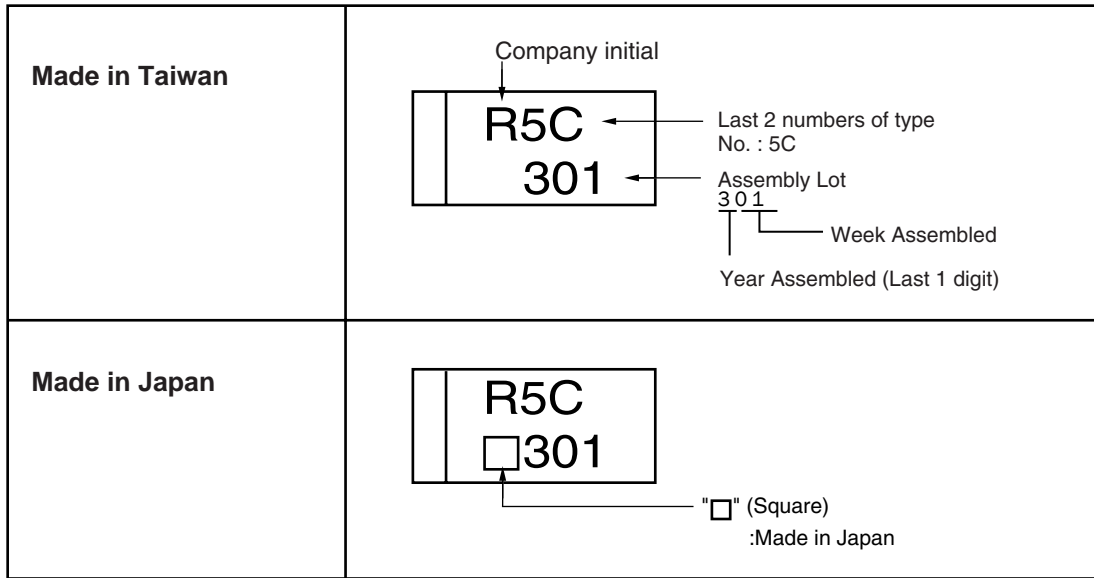 Made in Taiwan
Company initial
R5C
301
Last 2 numbers of type
No. : 5C
Assembly Lot
301
Week Assembled
Year Assembled (Last 1 digit)
Made in Japan
R5C
□301
"□" (Square)
:Made in Japan